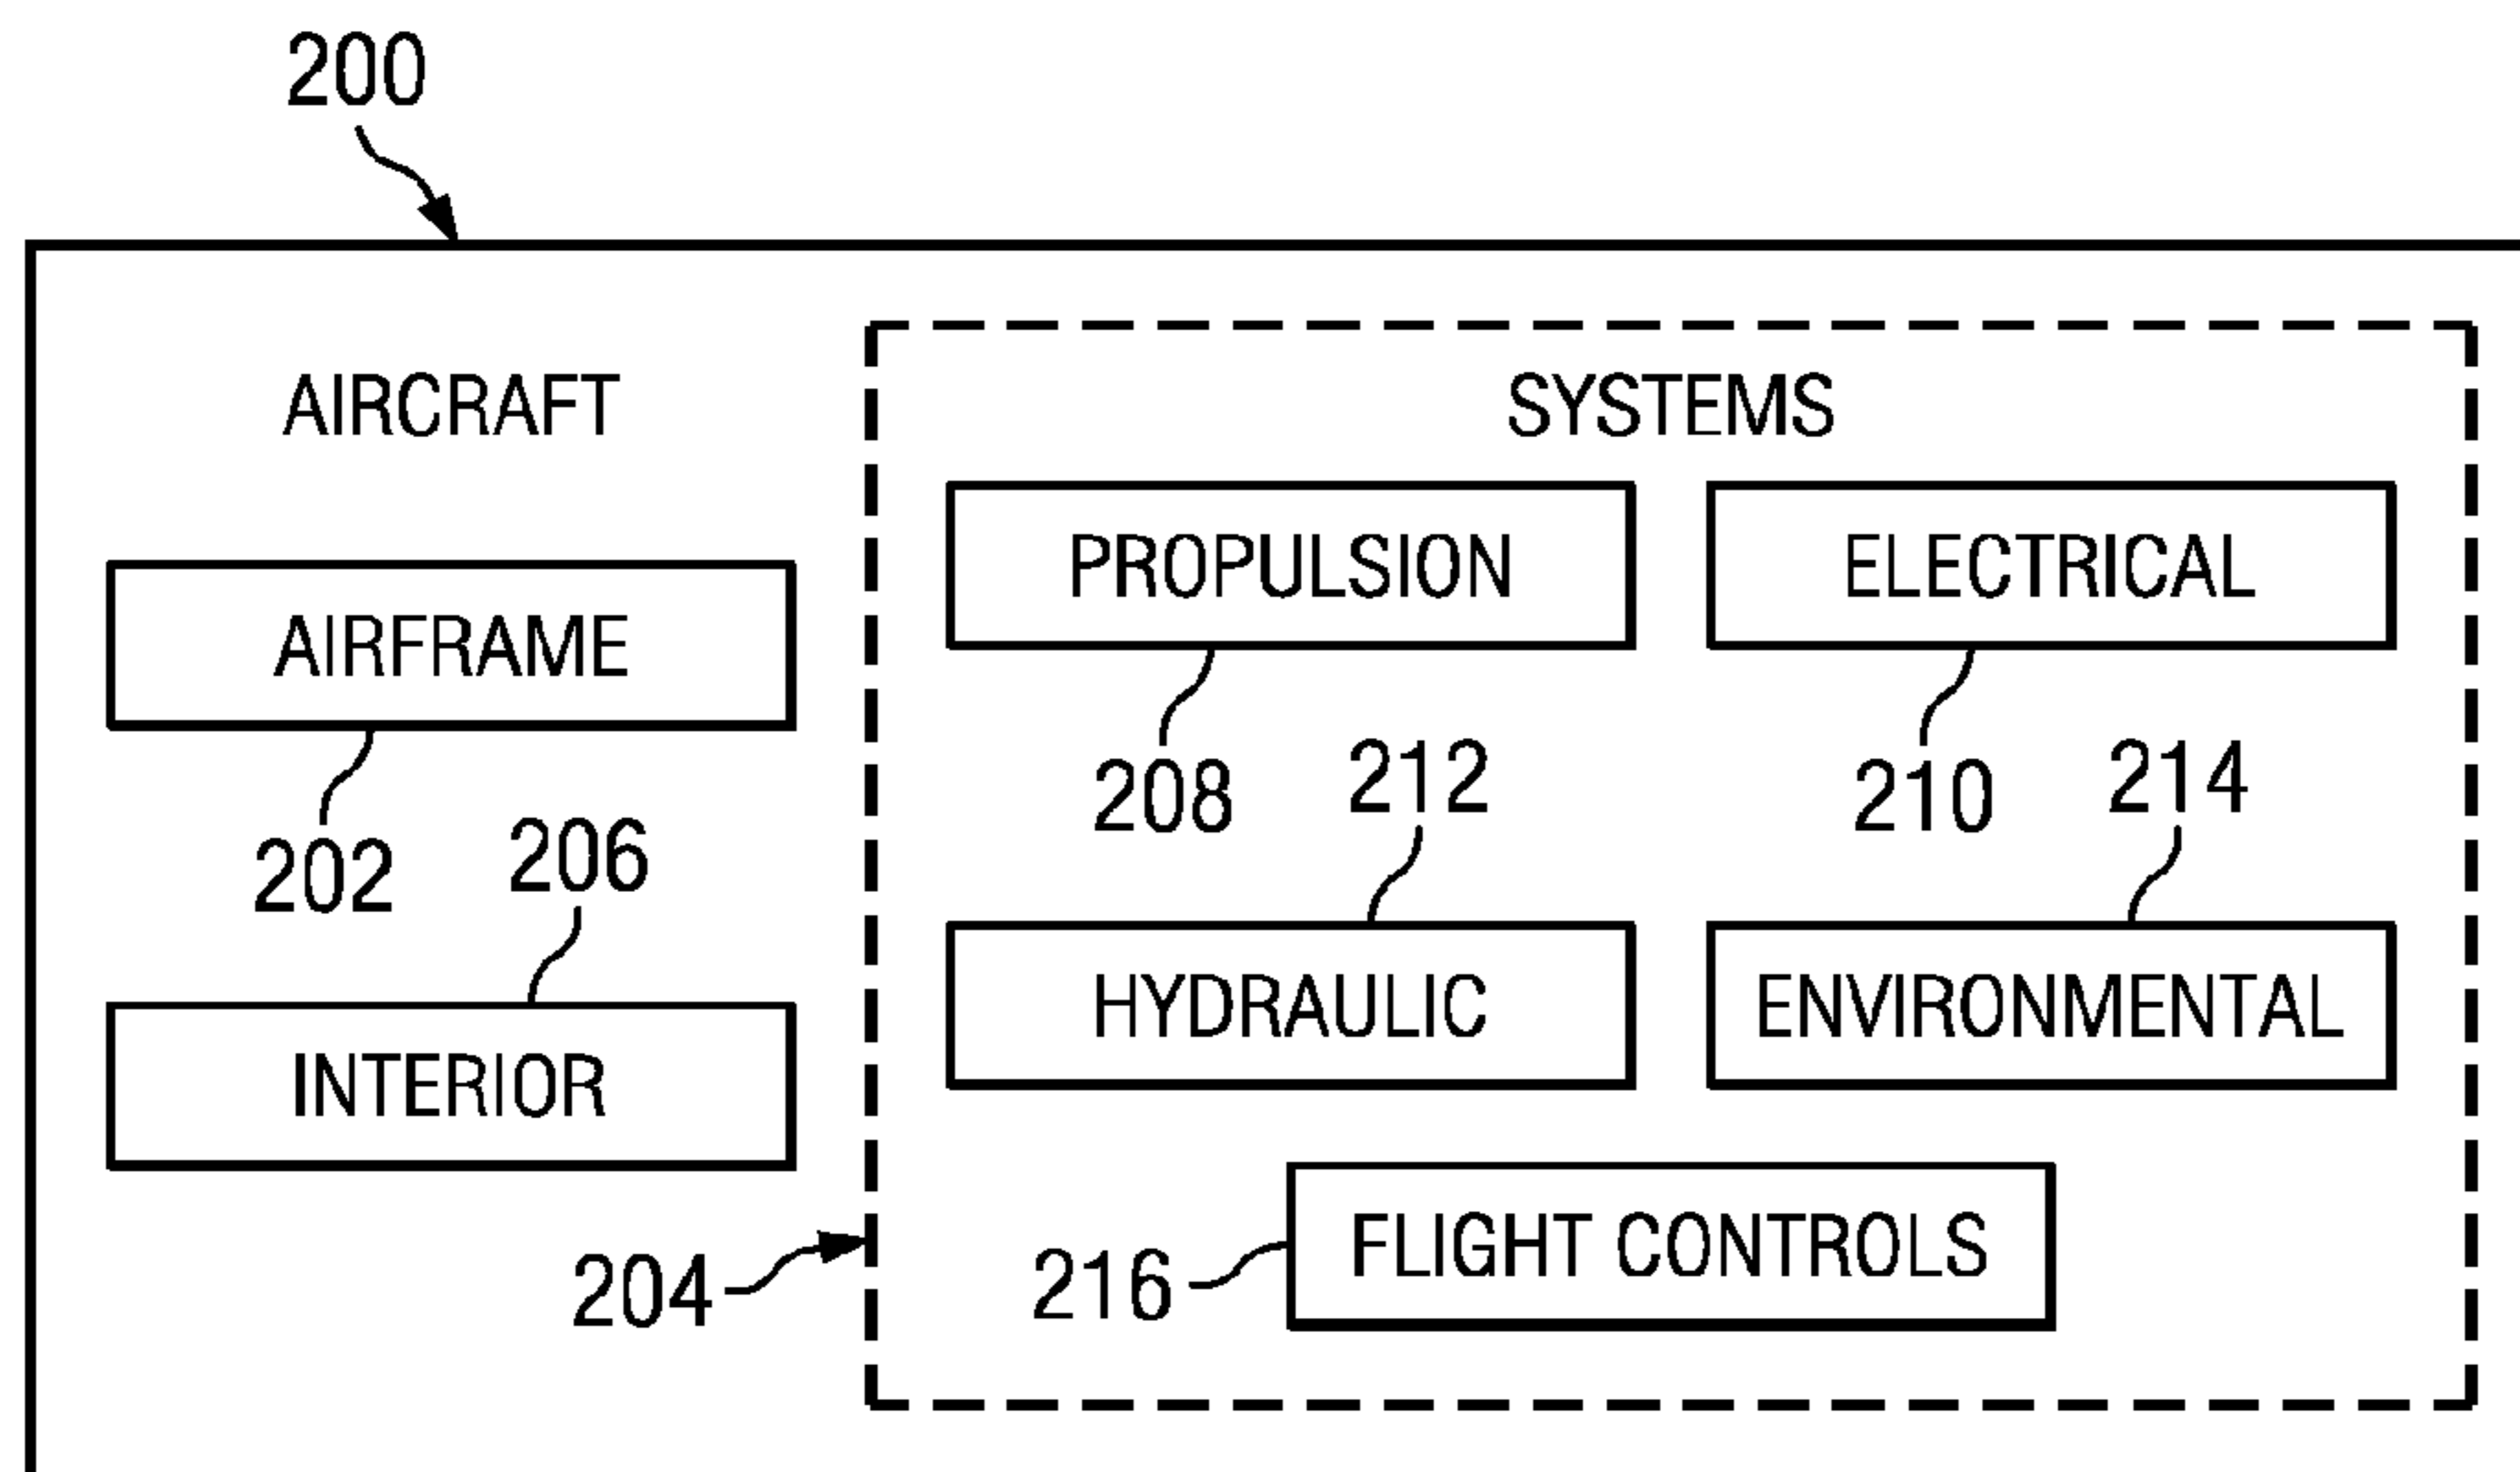 200
AIRCRAFT
AIRFRAME
202
206
INTERIOR
204
SYSTEMS
PROPULSION
ELECTRICAL
208
212
210
214
HYDRAULIC
ENVIRONMENTAL
216
FLIGHT CONTROLS